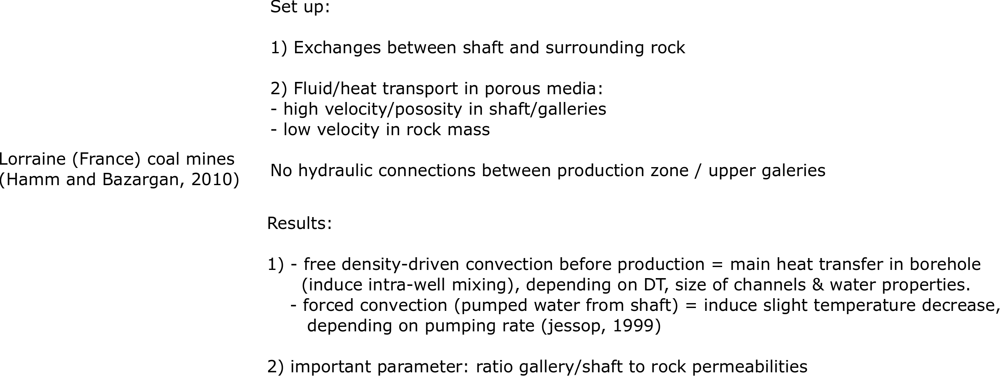 Lorraine (France) coal mines
(Hamm and Bazargan, 2010)
Set up:
1) Exchanges between shaft and surrounding rock
2) Fluid/heat transport in porous media:
- high velocity/pososity in shaft/galleries
- low velocity in rock mass
No hydraulic connections between production zone / upper galeries
Results:
1) - free density-driven convection before production = main heat transfer in borehole
(induce intra-well mixing), depending on DT, size of channels & water properties.
- forced convection (pumped water from shaft) = induce slight temperature decrease,
depending on pumping rate (jessop, 1999)
2) important parameter: ratio gallery/shaft to rock permeabilities